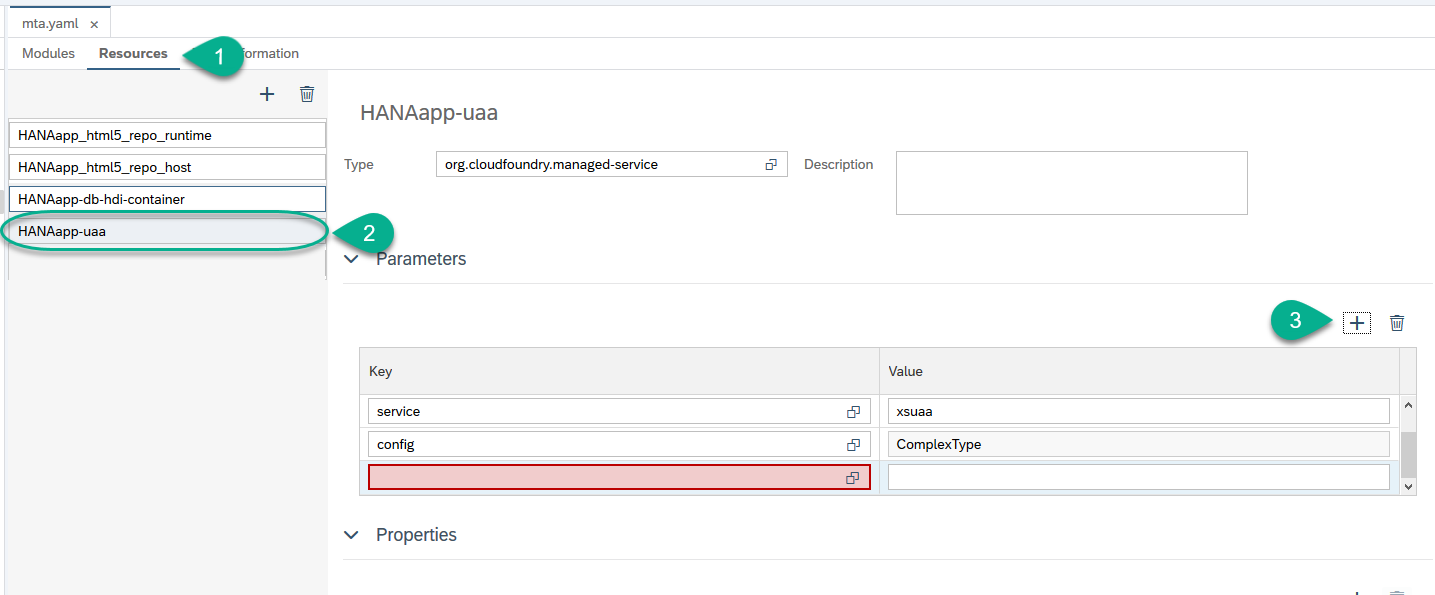 mta.yaml ×
Modules Resources 1 formation
HANAapp_html5_repo_runtime
HANAapp_html5_repo_host
HANAapp-db-hdi-container
HANAapp-uaa
2
HANAapp-uaa
Type org.cloudfoundry.managed-service Description
Parameters
3
Key Value
service xsuaa
config ComplexType
Properties